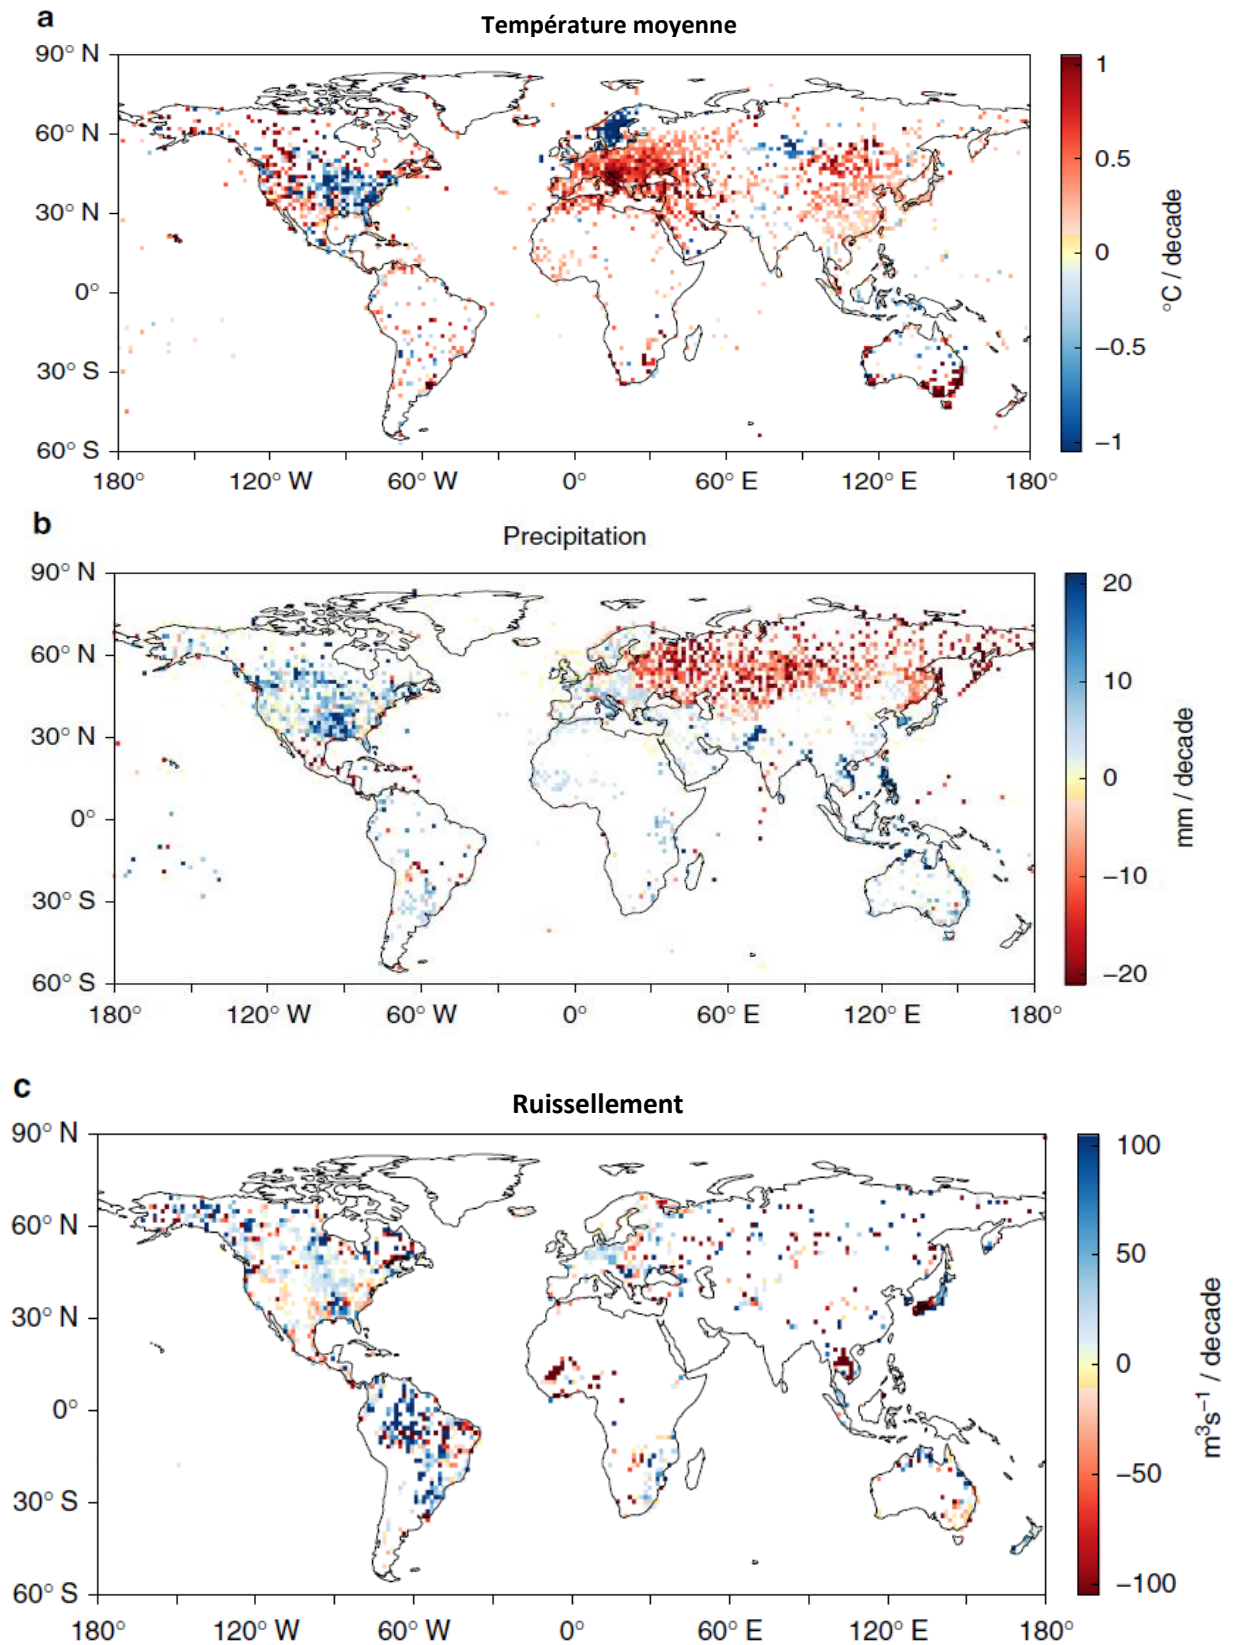 a
Température moyenne
90° N
60° N
30° N
0°
30° S
60° S
180°
120° W
60° W
0°
60° E
120° E
180°
1
0.5
0
−0.5
−1
°C / decade
b
Precipitation
90° N
60° N
30° N
0°
30° S
60° S
180°
120° W
60° W
0°
60° E
120° E
180°
20
10
0
−10
−20
mm / decade
c
Ruissellement
90° N
60° N
30° N
0°
30° S
60° S
180°
120° W
60° W
0°
60° E
120° E
180°
100
50
0
−50
−100
m³s⁻¹ / decade